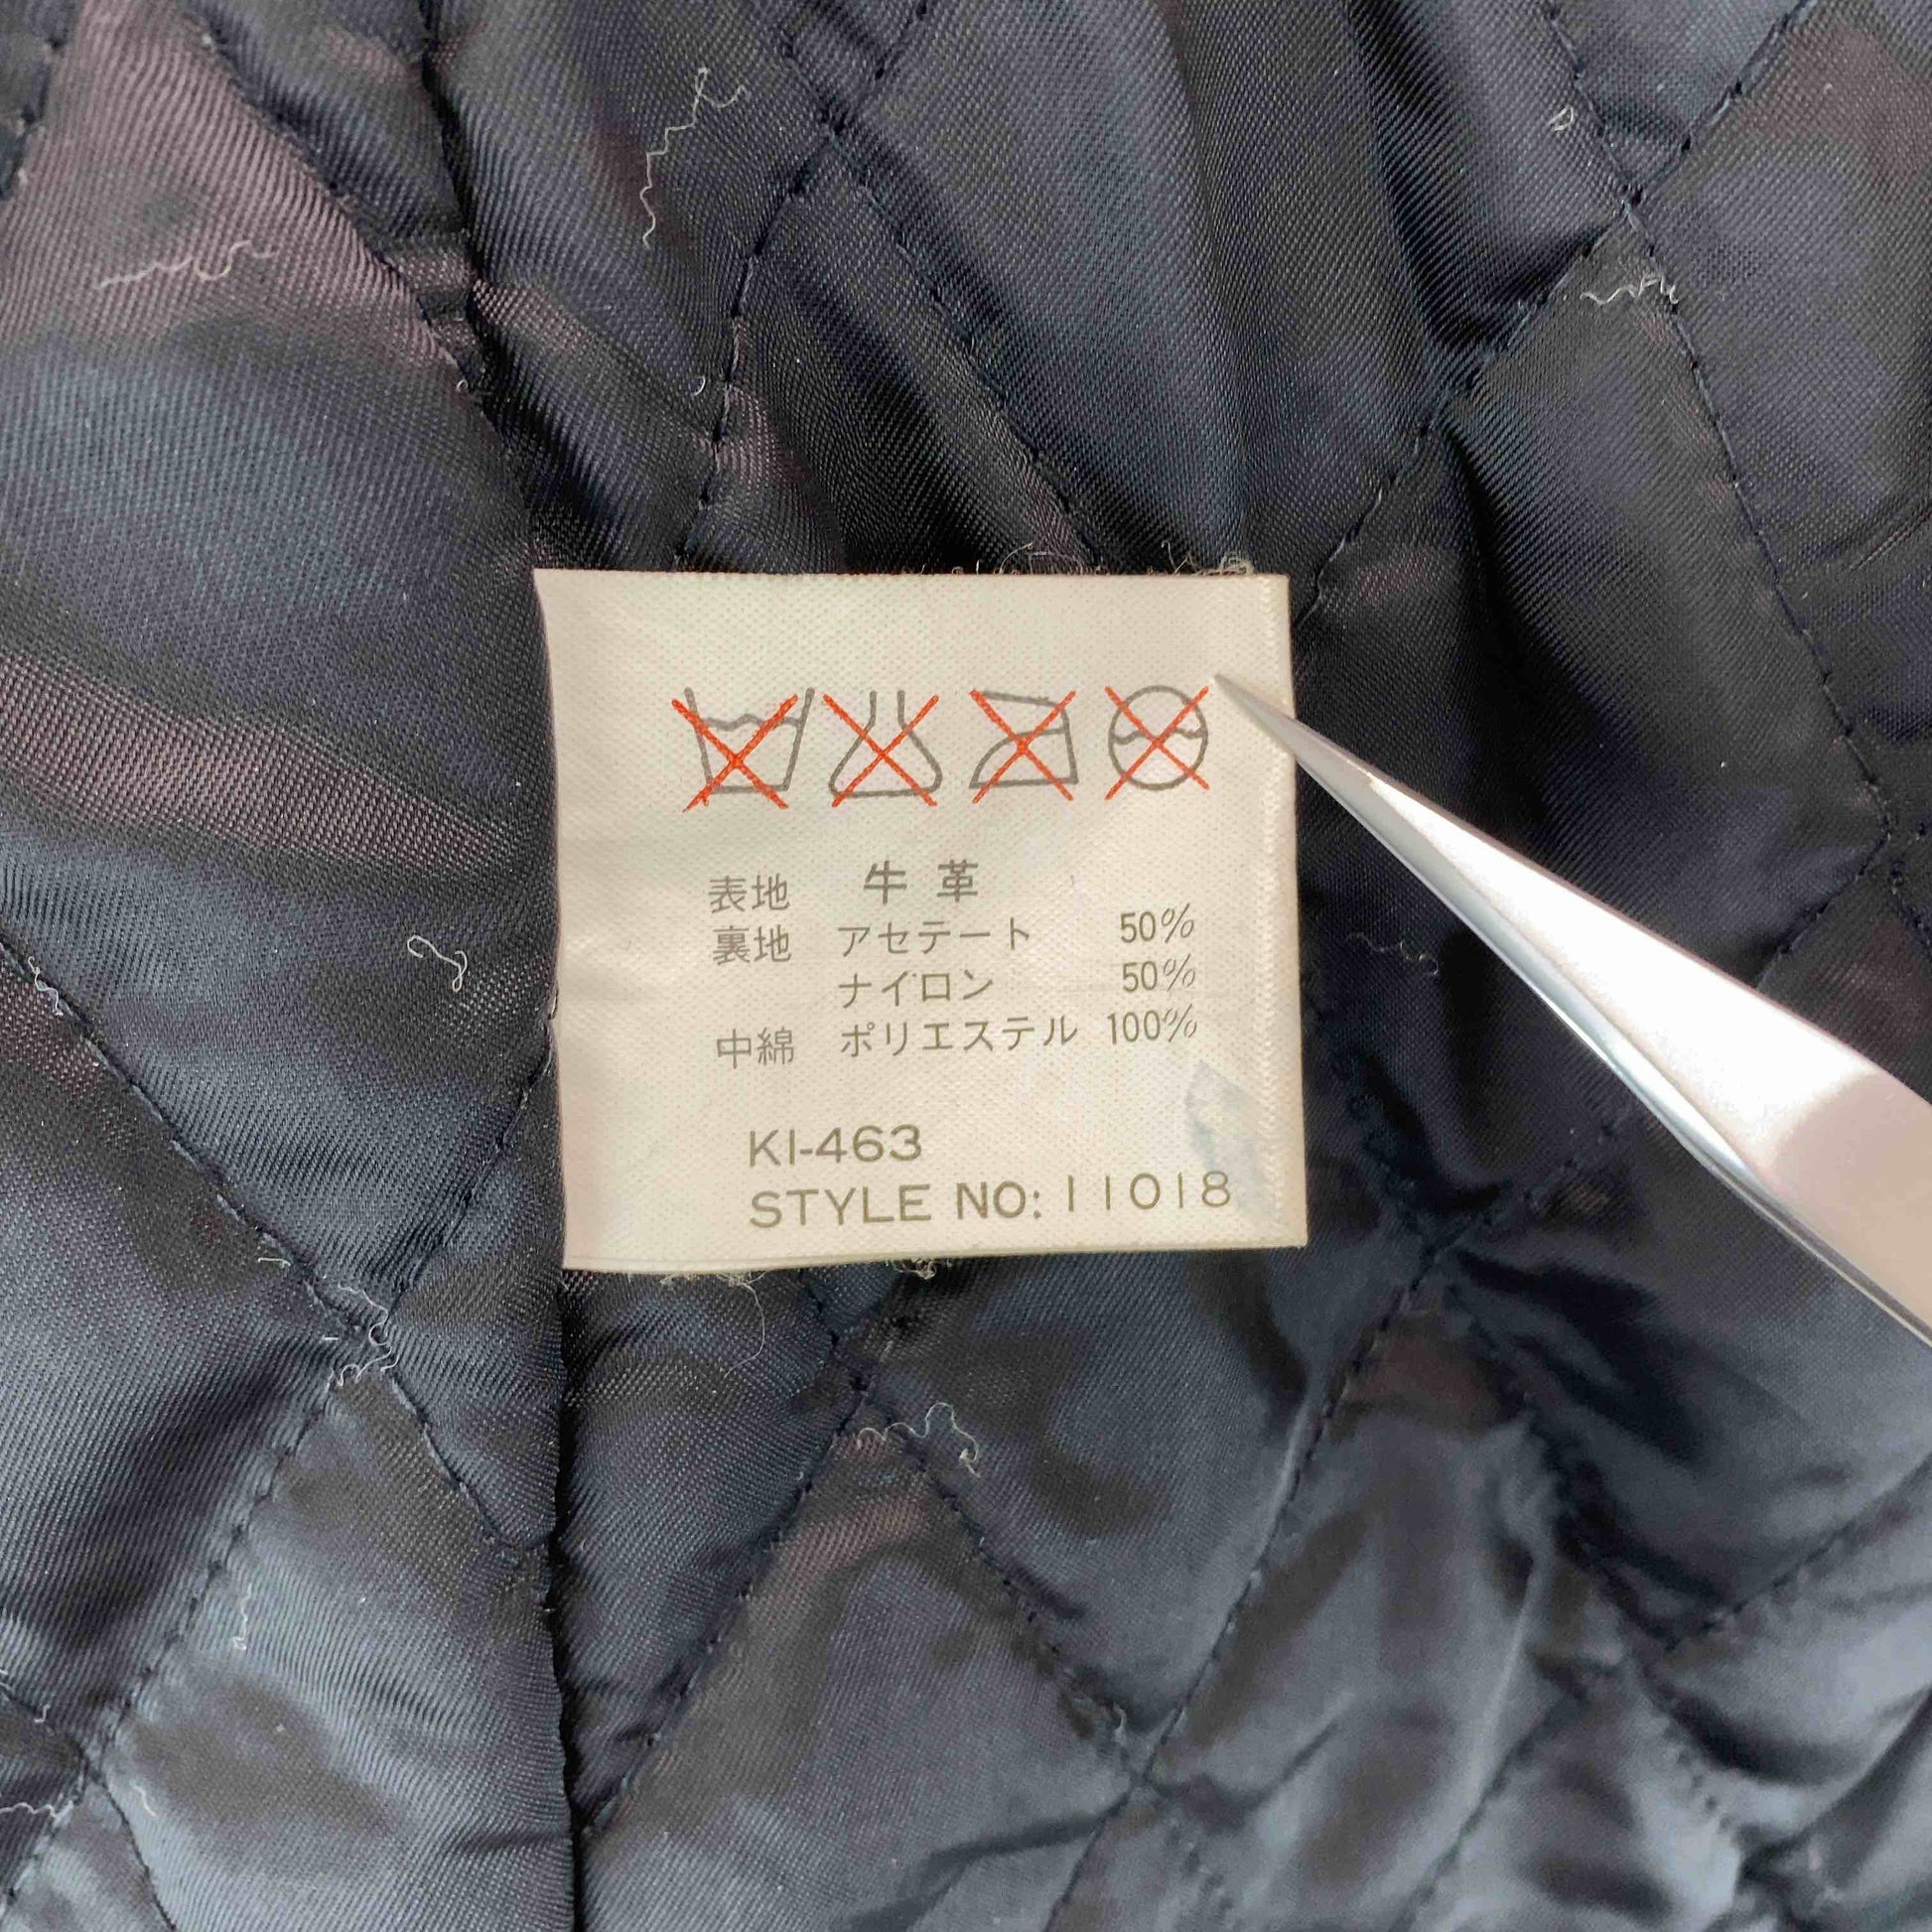 表地 牛革
裏地 アセテート 50%
ナイロン 50%
中綿 ポリエステル 100%
KI-463
STYLE NO: 11018